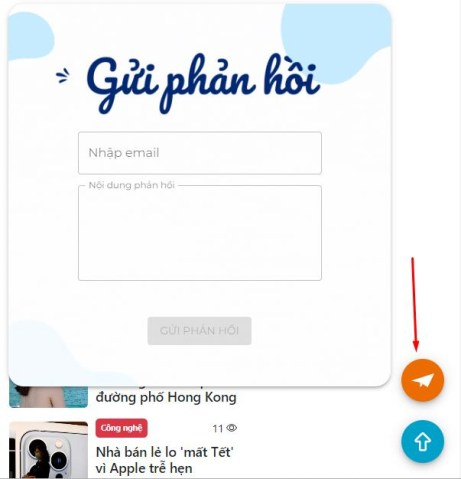 Gửi phản hồi
Nhập email
Nội dung phản hồi
GỬI PHẢN HỒI
đường phố Hong Kong
Công nghệ
11
Nhà bán lẻ lo 'mất Tết'
vì Apple trễ hẹn